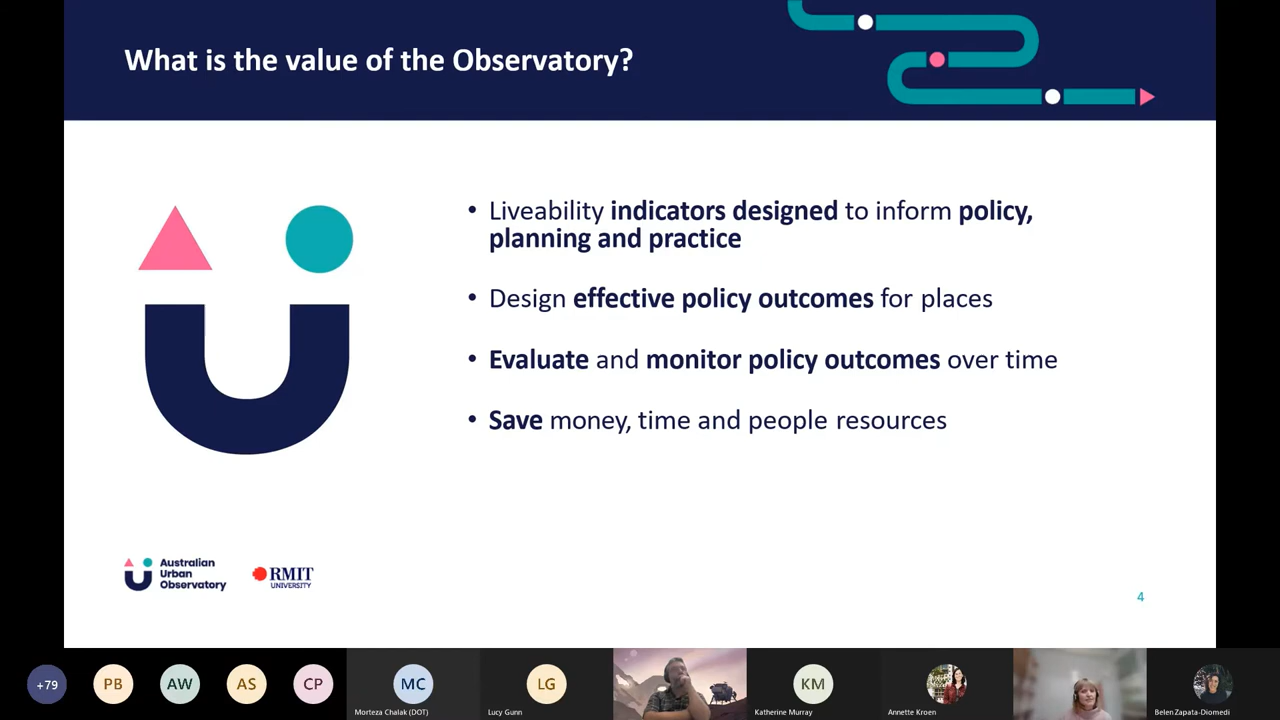 What is the value of the Observatory?
• Liveability indicators designed to inform policy,
planning and practice
• Design effective policy outcomes for places
• Evaluate and monitor policy outcomes over time
• Save money, time and people resources
Australian
Urban
Observatory
RMIT
UNIVERSITY
4
+79
PB
AW
AS
CP
MC
LG
KM
Morteza Chalak (DOT)
Lucy Gunn
Katherine Murray
Annette Kroen
Belen Zapata-Diomedi